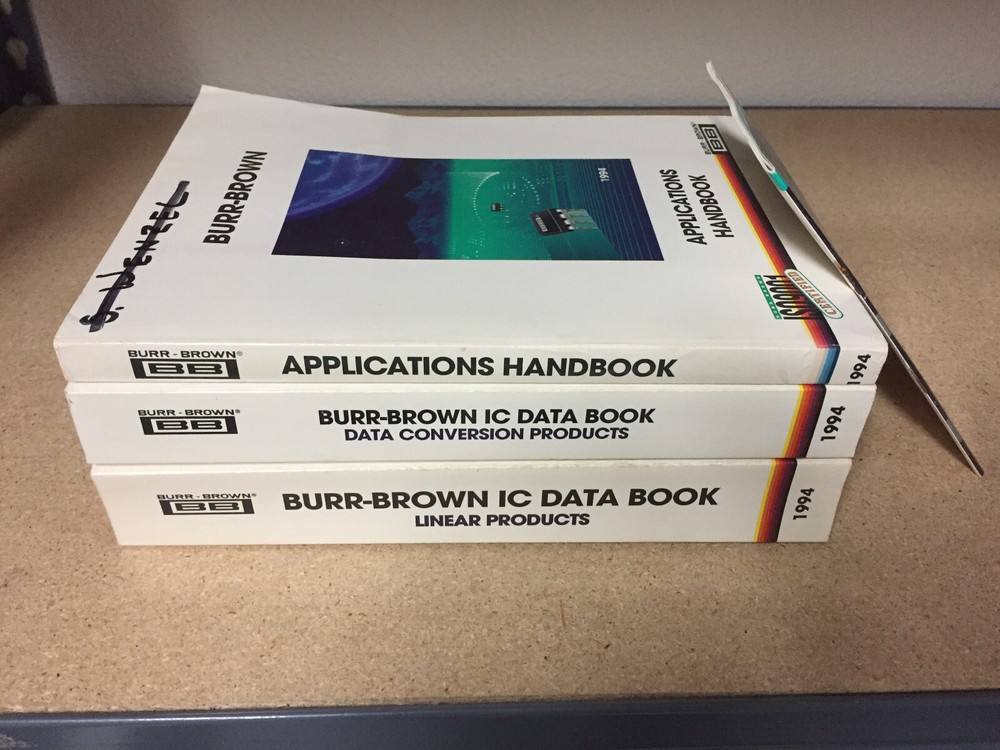 S. WENZEL
BURR-BROWN
1994
BURR-BROWN
BB
APPLICATIONS
HANDBOOK
ISO9001
CERTIFIED
BURR-BROWN®
BB
APPLICATIONS HANDBOOK
1994
BURR-BROWN®
BB
BURR-BROWN IC DATA BOOK
DATA CONVERSION PRODUCTS
1994
BURR-BROWN®
BB
BURR-BROWN IC DATA BOOK
LINEAR PRODUCTS
1994